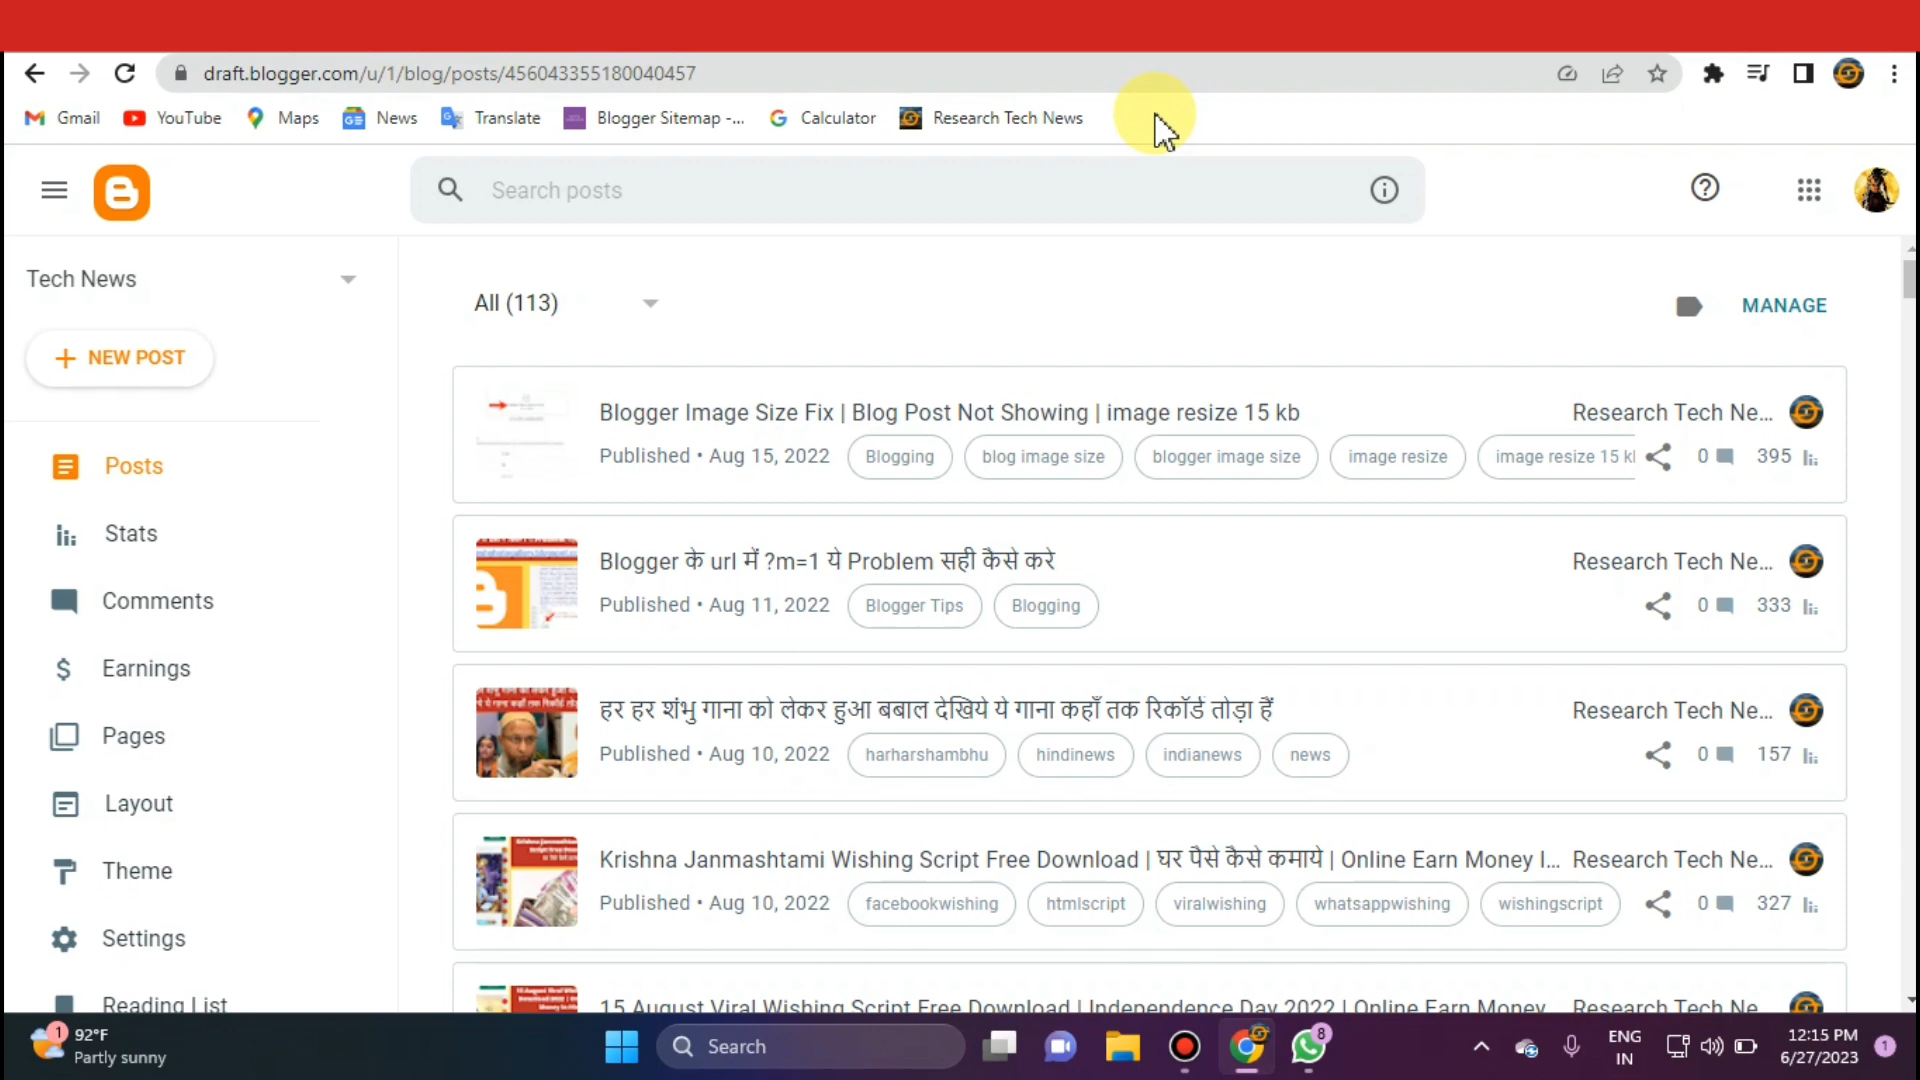 draft.blogger.com/u/1/blog/posts/456043355180040457
Gmail YouTube Maps News Translate Blogger Sitemap -... Calculator Research Tech News
Search posts
Tech News
All (113)
MANAGE
NEW POST
Posts
Stats
Comments
Earnings
Pages
Layout
Theme
Settings
Reading List
Blogger Image Size Fix | Blog Post Not Showing | image resize 15 kb Research Tech Ne...
Published • Aug 15, 2022 Blogging blog image size blogger image size image resize image resize 15 0 395
Blogger के url में ?m=1 ये Problem सही कैसे करे Research Tech Ne...
Published • Aug 11, 2022 Blogger Tips Blogging 0 333
हर हर शंभु गाना को लेकर हुआ बबाल देखिये ये गाना कहाँ तक रिकॉर्ड तोड़ा हैं Research Tech Ne...
Published • Aug 10, 2022 harharshambhu hindinews indianews news 0 157
Krishna Janmashtami Wishing Script Free Download | घर पैसे कैसे कमाये | Online Earn Money I... Research Tech Ne...
Published • Aug 10, 2022 facebookwishing htmlscript viralwishing whatsappwishing wishingscript 0 327
15 August Viral Wishing Script Free Download | Independence Day 2022 | Online Earn Money Research Tech Ne
1 92°F
Partly sunny
Search
8
ENG
IN
12:15 PM
6/27/2023
1